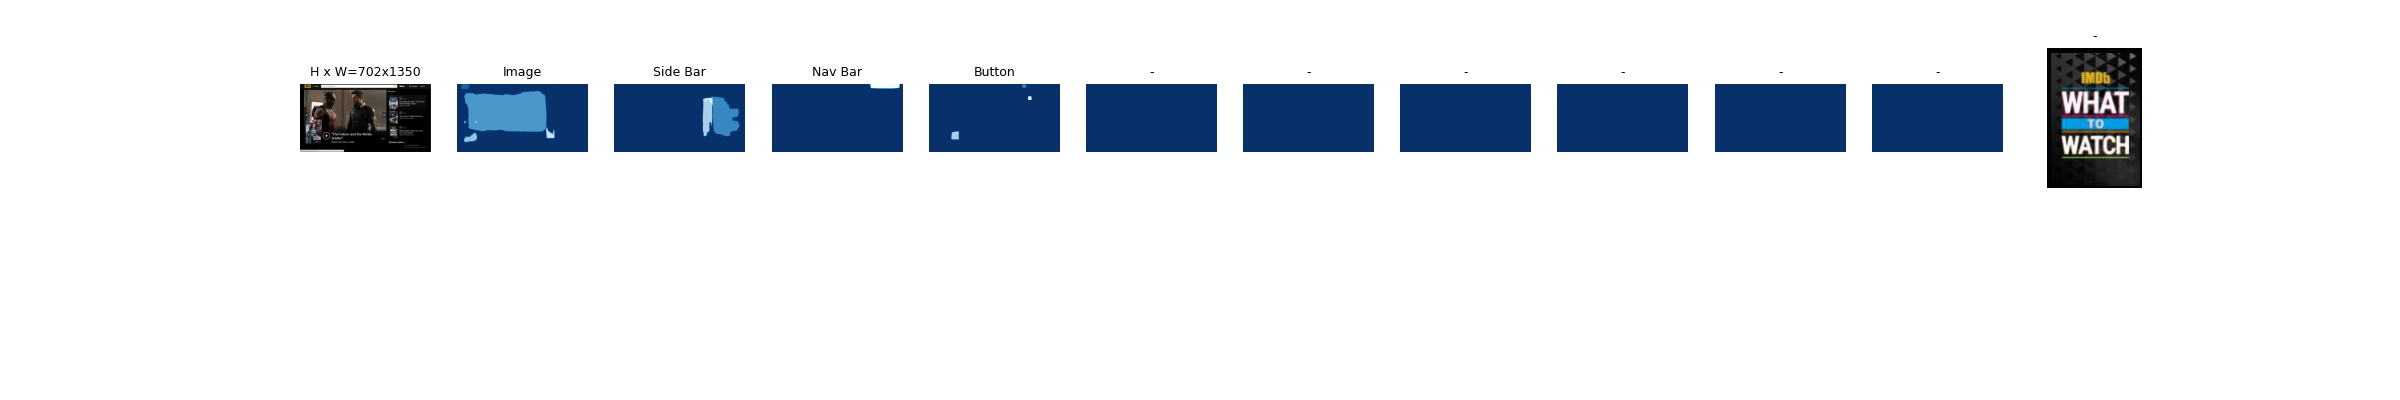 H x W=702x1350
Image
Side Bar
Nav Bar
Button
-
-
-
-
-
-
-
"The Falcon and the Winter
Soldier"
IMDb
WHAT
TO
WATCH